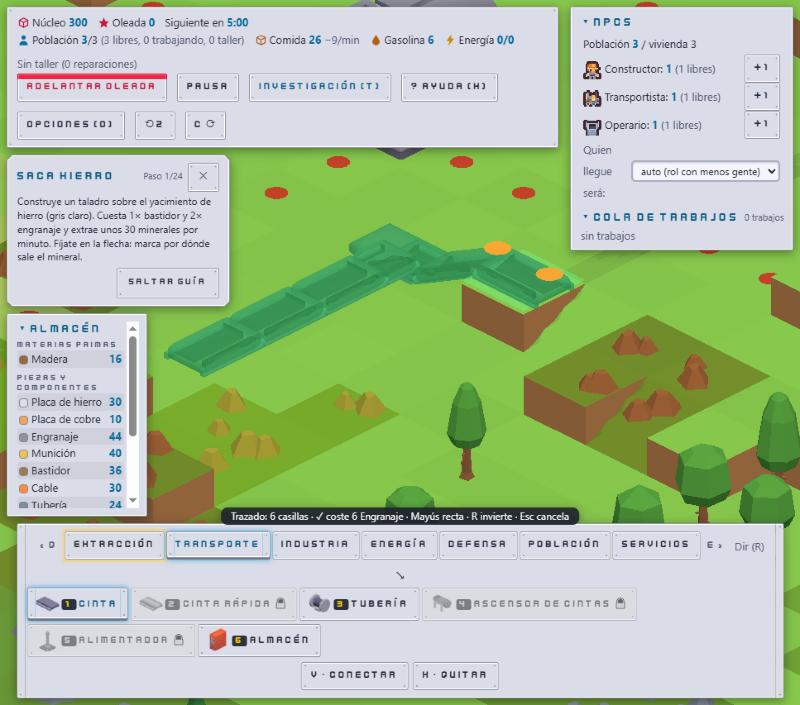 Núcleo 300 Oleada 0 Siguiente en 5:00
Población 3/3 (3 libres, 0 trabajando, 0 taller) Comida 26 −9/min Gasolina 6 Energía 0/0
Sin taller (0 reparaciones)
ADELANTAR OLEADA PAUSA INVESTIGACIÓN (T) ? AYUDA (H)
OPCIONES (O) ⟲Z C⟳
NPCS
Población 3 / vivienda 3
Constructor: 1 (1 libres) +1
Transportista: 1 (1 libres) +1
Operario: 1 (1 libres) +1
Quien
llegue auto (rol con menos gente)
será:
COLA DE TRABAJOS 0 trabajos
sin trabajos
SACA HIERRO Paso 1/24 ×
Construye un taladro sobre el yacimiento de
hierro (gris claro). Cuesta 1× bastidor y 2×
engranaje y extrae unos 30 minerales por
minuto. Fíjate en la flecha: marca por dónde
sale el mineral.
SALTAR GUÍA
ALMACÉN
MATERIAS PRIMAS
Madera 16
PIEZAS Y
COMPONENTES
Placa de hierro 30
Placa de cobre 10
Engranaje 44
Munición 40
Bastidor 36
Cable 30
Tubería 24
Trazado: 6 casillas · ✓ coste 6 Engranaje · Mayús recta · R invierte · Esc cancela
‹ Q EXTRACCIÓN TRANSPORTE INDUSTRIA ENERGÍA DEFENSA POBLACIÓN SERVICIOS E › Dir (R)
↘
1 CINTA 2 CINTA RÁPIDA 3 TUBERÍA 4 ASCENSOR DE CINTAS
5 ALIMENTADOR 6 ALMACÉN
V · CONECTAR X · QUITAR